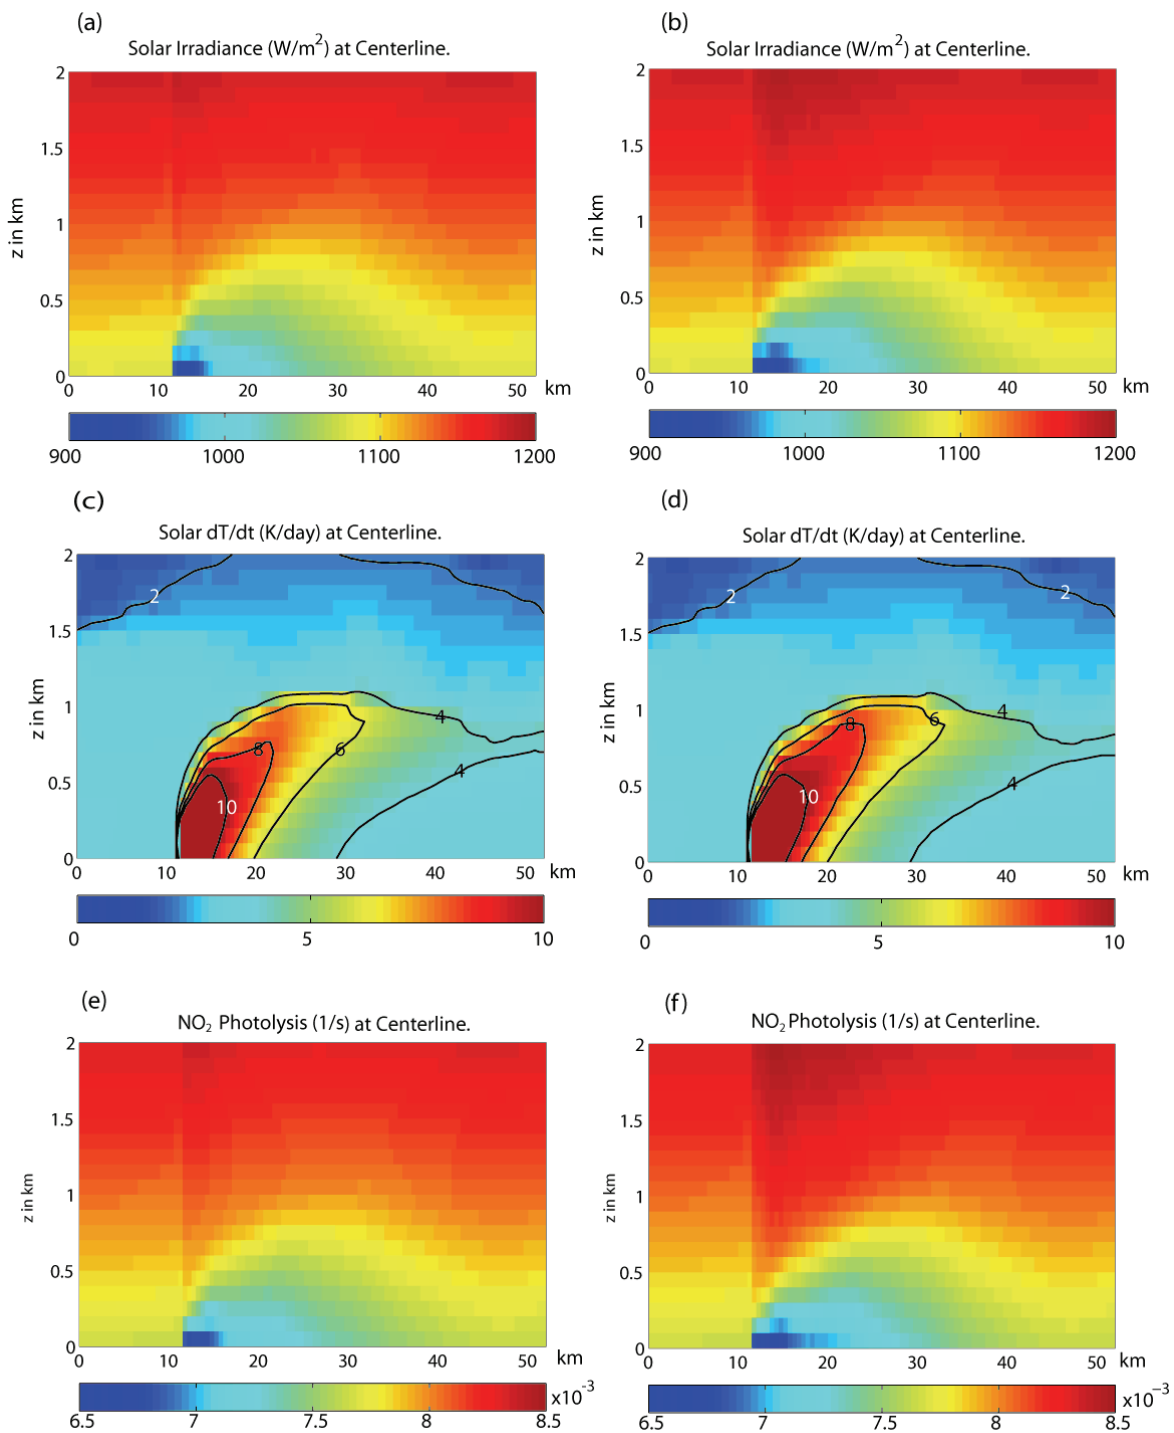 (a)
Solar Irradiance (W/m²) at Centerline.
2
1.5
1
0.5
0
z in km
0 10 20 30 40 50 km
900 1000 1100 1200
(b)
Solar Irradiance (W/m²) at Centerline.
2
1.5
1
0.5
0
z in km
0 10 20 30 40 50 km
900 1000 1100 1200
(c)
Solar dT/dt (K/day) at Centerline.
2
1.5
1
0.5
0
z in km
2
4
8
6
4
10
0 10 20 30 40 50 km
0 5 10
(d)
Solar dT/dt (K/day) at Centerline.
2
1.5
1
0.5
0
z in km
2 2
4
6
8
4
10
0 10 20 30 40 50 km
0 5 10
(e)
NO₂ Photolysis (1/s) at Centerline.
2
1.5
1
0.5
0
z in km
0 10 20 30 40 50 km
6.5 7 7.5 8 8.5 x10⁻³
(f)
NO₂ Photolysis (1/s) at Centerline.
2
1.5
1
0.5
0
z in km
0 10 20 30 40 50 km
6.5 7 7.5 8 8.5 x10⁻³